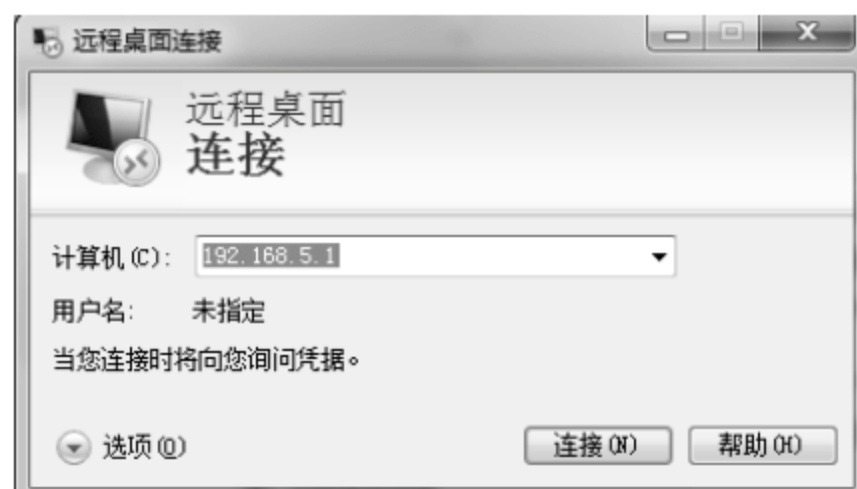 远程桌面连接
远程桌面
连接
计算机(C): 192.168.5.1
用户名: 未指定
当您连接时将向您询问凭据。
选项(O)
连接(N) 帮助(H)